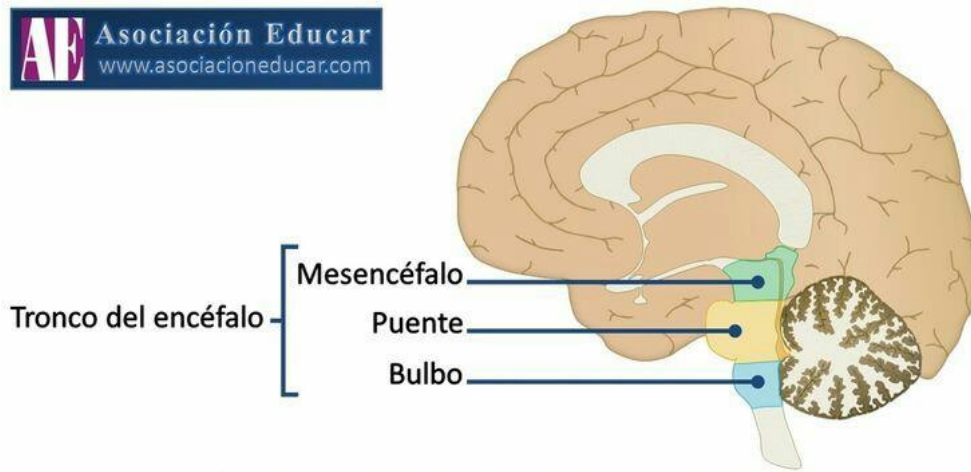 AE Asociación Educar
www.asociacioneducar.com
Mesencéfalo
Tronco del encéfalo
Puente
Bulbo